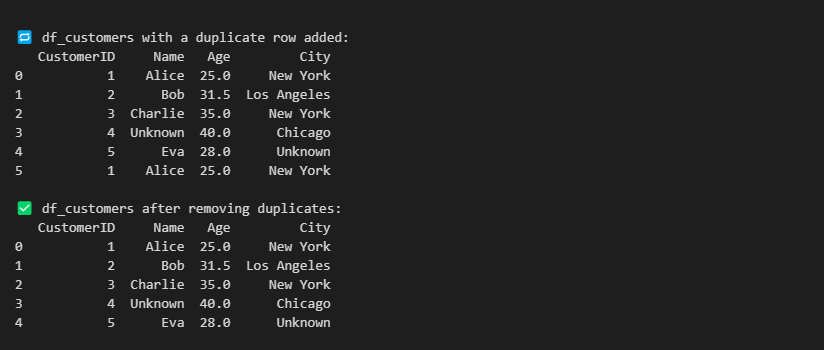 🔁 df_customers with a duplicate row added:
   CustomerID     Name   Age         City
0           1    Alice  25.0     New York
1           2      Bob  31.5  Los Angeles
2           3  Charlie  35.0     New York
3           4  Unknown  40.0      Chicago
4           5      Eva  28.0      Unknown
5           1    Alice  25.0     New York
✅ df_customers after removing duplicates:
   CustomerID     Name   Age         City
0           1    Alice  25.0     New York
1           2      Bob  31.5  Los Angeles
2           3  Charlie  35.0     New York
3           4  Unknown  40.0      Chicago
4           5      Eva  28.0      Unknown